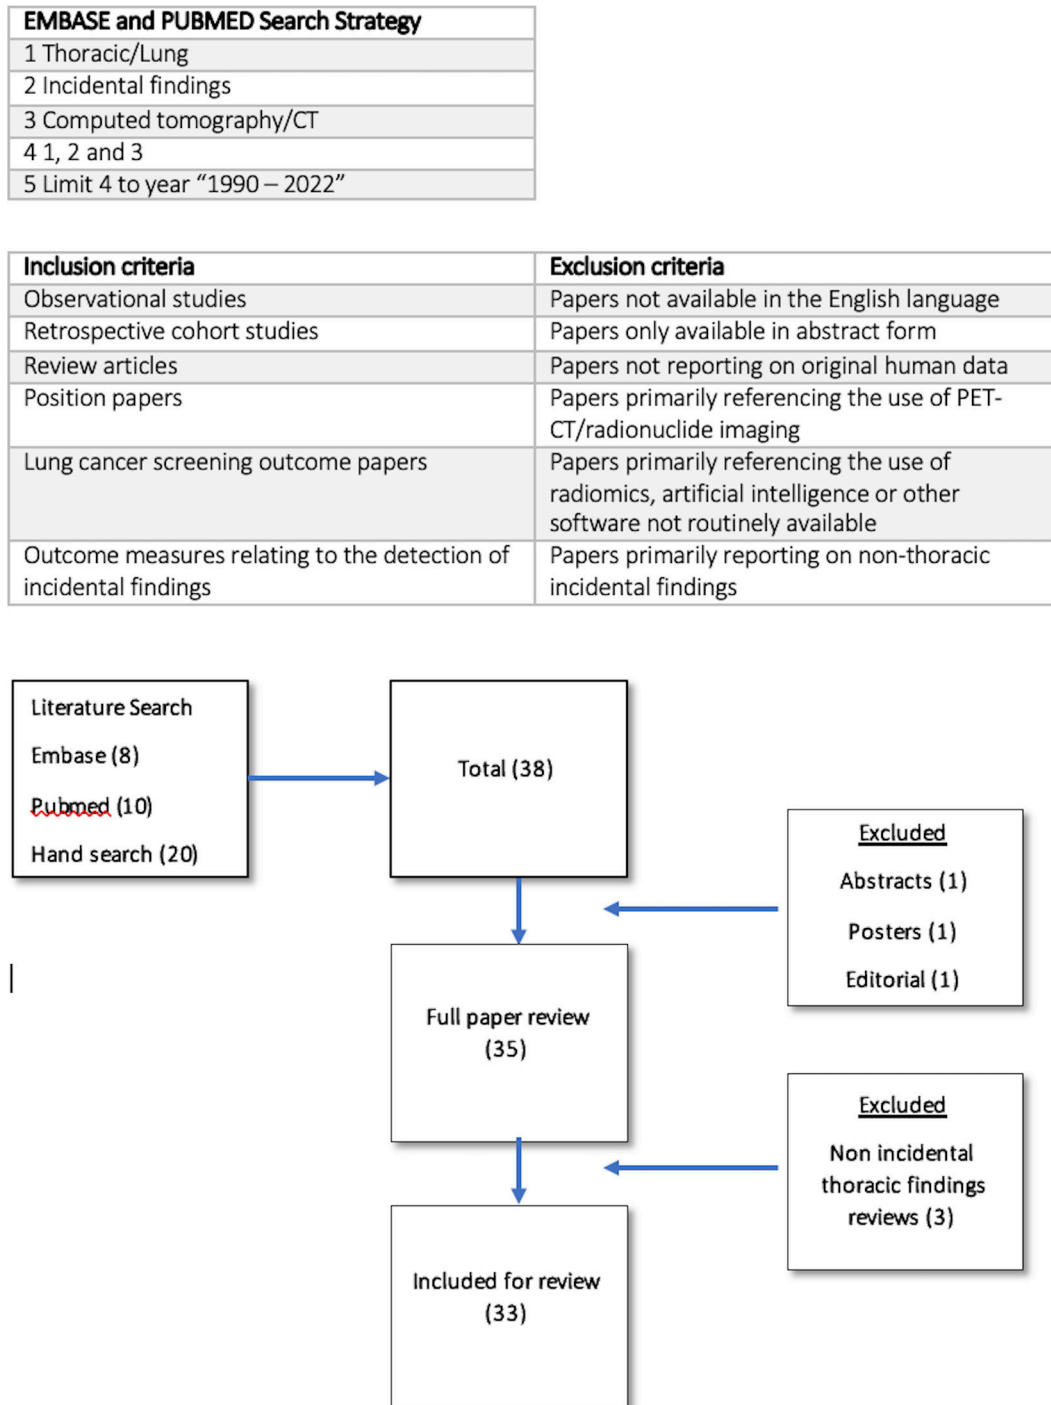 EMBASE and PUBMED Search Strategy
1 Thoracic/Lung
2 Incidental findings
3 Computed tomography/CT
4 1, 2 and 3
5 Limit 4 to year “1990 – 2022”
Inclusion criteria
Exclusion criteria
Observational studies
Papers not available in the English language
Retrospective cohort studies
Papers only available in abstract form
Review articles
Papers not reporting on original human data
Position papers
Papers primarily referencing the use of PET-
CT/radionuclide imaging
Lung cancer screening outcome papers
Papers primarily referencing the use of
radiomics, artificial intelligence or other
software not routinely available
Outcome measures relating to the detection of
incidental findings
Papers primarily reporting on non-thoracic
incidental findings
Literature Search
Embase (8)
Pubmed (10)
Hand search (20)
Total (38)
Excluded
Abstracts (1)
Posters (1)
Editorial (1)
Full paper review
(35)
Excluded
Non incidental
thoracic findings
reviews (3)
Included for review
(33)